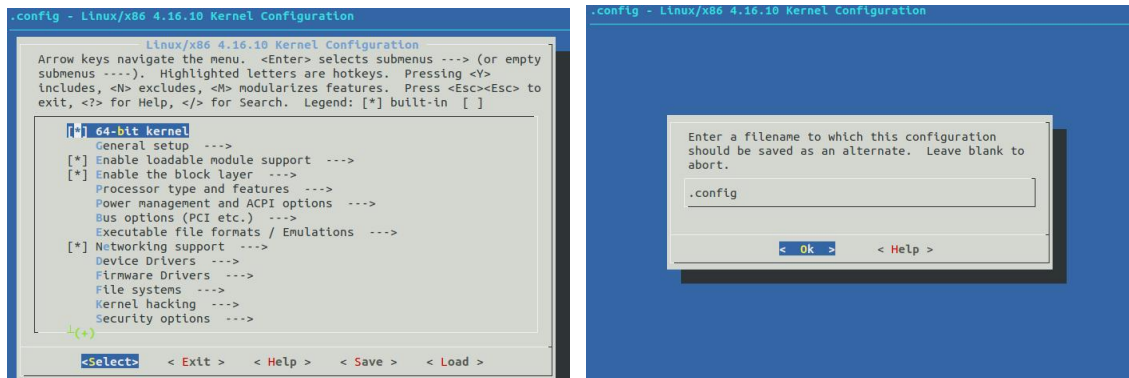 .config - Linux/x86 4.16.10 Kernel Configuration
Linux/x86 4.16.10 Kernel Configuration
Arrow keys navigate the menu.  <Enter> selects submenus ---> (or empty
submenus ----).  Highlighted letters are hotkeys.  Pressing <Y>
includes, <N> excludes, <M> modularizes features.  Press <Esc><Esc> to
exit, <?> for Help, </> for Search.  Legend: [*] built-in  [ ]
[*] 64-bit kernel
General setup  --->
[*] Enable loadable module support  --->
[*] Enable the block layer  --->
Processor type and features  --->
Power management and ACPI options  --->
Bus options (PCI etc.)  --->
Executable file formats / Emulations  --->
[*] Networking support  --->
Device Drivers  --->
Firmware Drivers  --->
File systems  --->
Kernel hacking  --->
Security options  --->
┴(+)
<Select>    < Exit >    < Help >    < Save >    < Load >
.config - Linux/x86 4.16.10 Kernel Configuration
Enter a filename to which this configuration
should be saved as an alternate.  Leave blank to
abort.
.config
<  Ok  >      < Help >